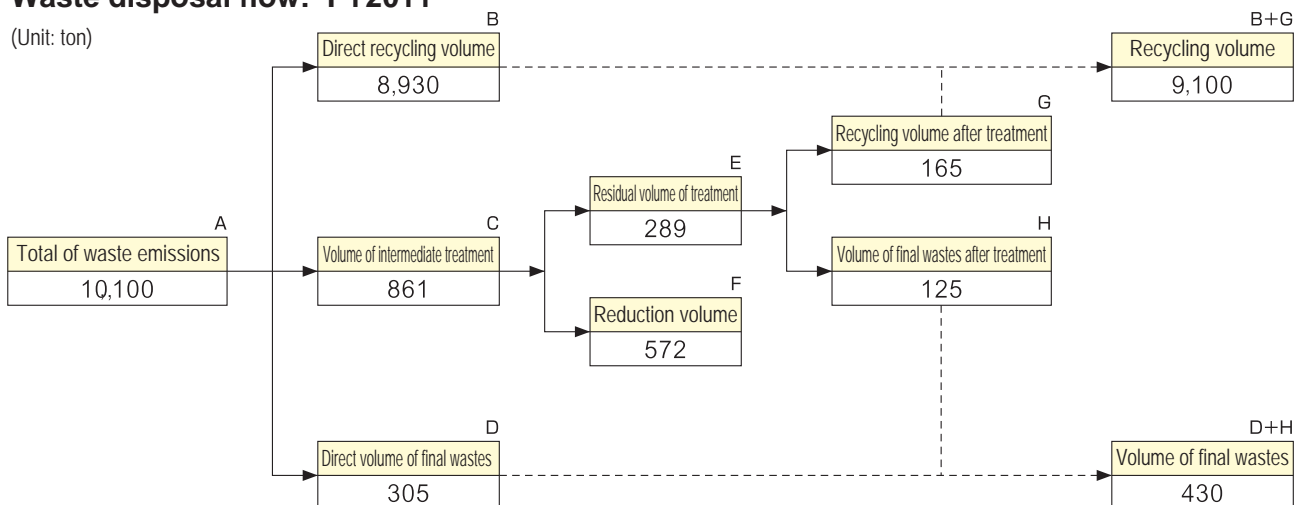 Waste disposal flow: FY2011
(Unit: ton)
B
Direct recycling volume
8,930
B+G
Recycling volume
9,100
G
Recycling volume after treatment
165
E
Residual volume of treatment
289
A
Total of waste emissions
10,100
C
Volume of intermediate treatment
861
H
Volume of final wastes after treatment
125
F
Reduction volume
572
D
Direct volume of final wastes
305
D+H
Volume of final wastes
430